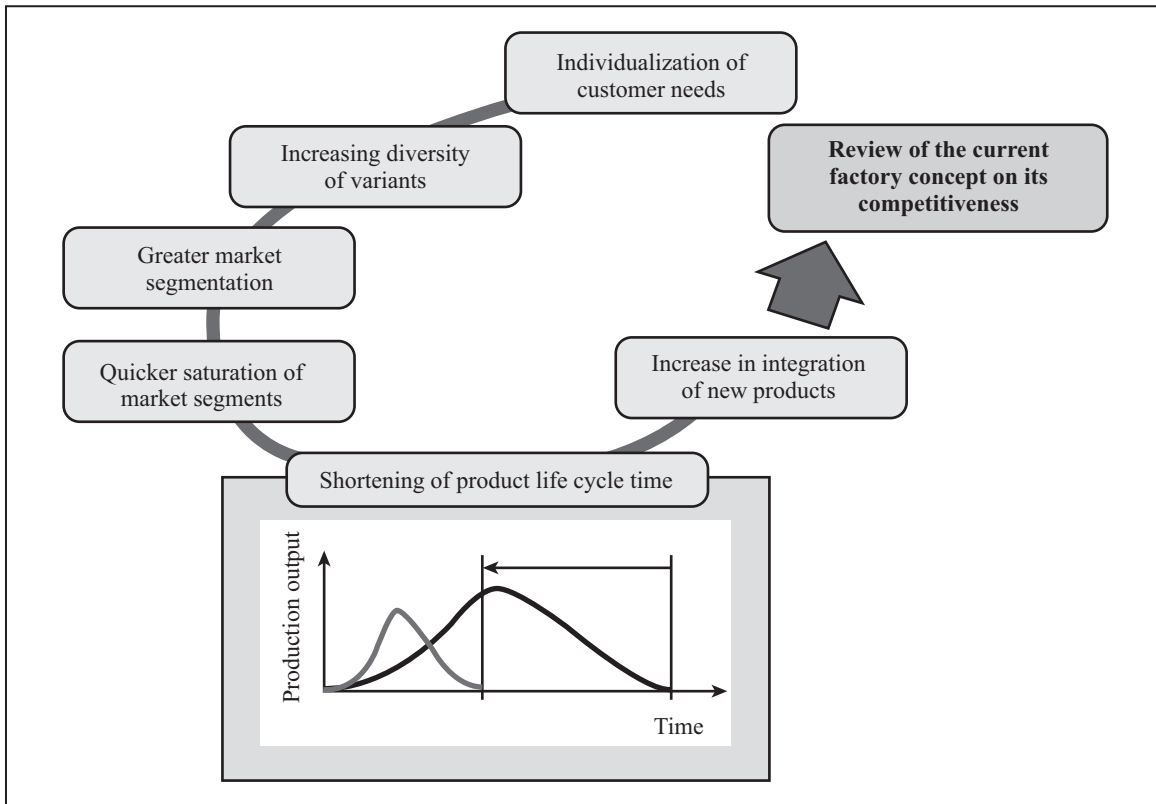 Individualization of
customer needs
Increasing diversity
of variants
Greater market
segmentation
Quicker saturation of
market segments
Shortening of product life cycle time
Production output
Time
Increase in integration
of new products
Review of the current
factory concept on its
competitiveness